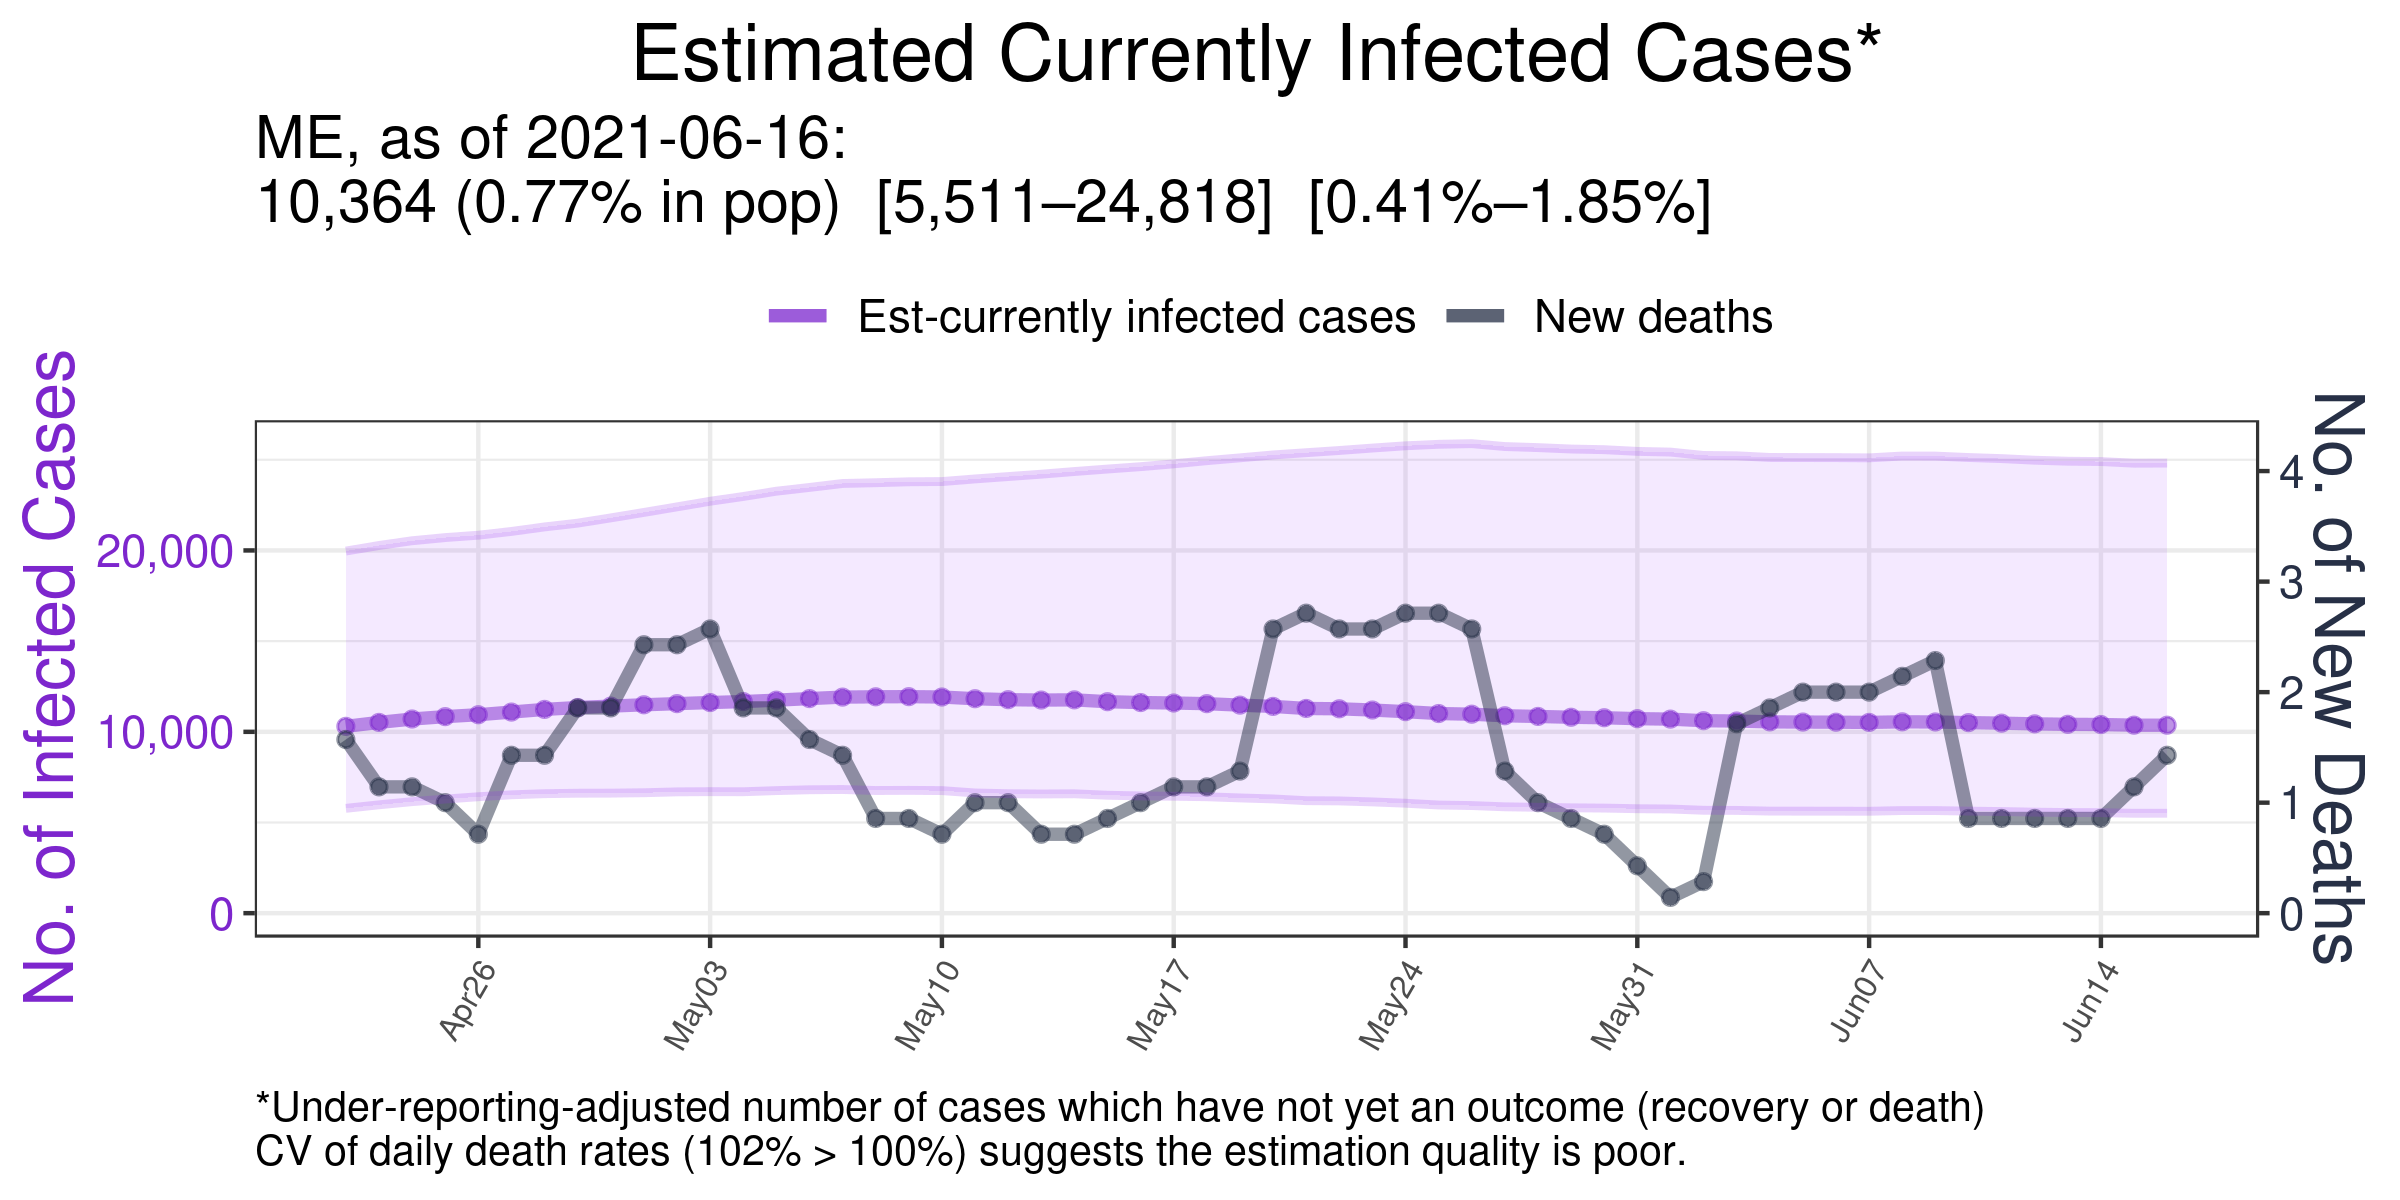 Estimated Currently Infected Cases*
ME, as of 2021-06-16:
10,364 (0.77% in pop)  [5,511–24,818]  [0.41%–1.85%]
Est-currently infected cases
New deaths
No. of Infected Cases
20,000
10,000
0
4
3
2
1
0
No. of New Deaths
Apr26
May03
May10
May17
May24
May31
Jun07
Jun14
*Under-reporting-adjusted number of cases which have not yet an outcome (recovery or death)
CV of daily death rates (102% > 100%) suggests the estimation quality is poor.